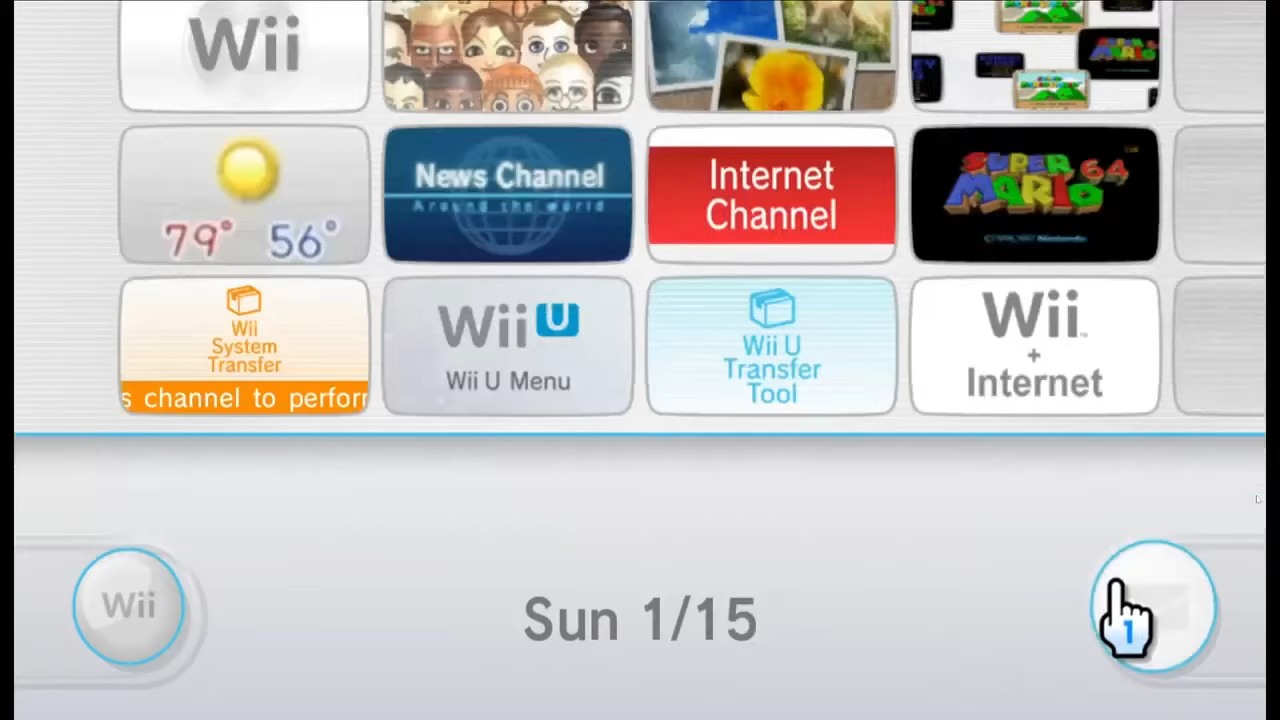 Wii
79° 56°
News Channel
Around the world
Internet
Channel
SUPER
MARIO 64
Wii
System
Transfer
s channel to perforr
Wii U
Wii U Menu
Wii U
Transfer
Tool
Wii
+
Internet
Wii
Sun 1/15
1